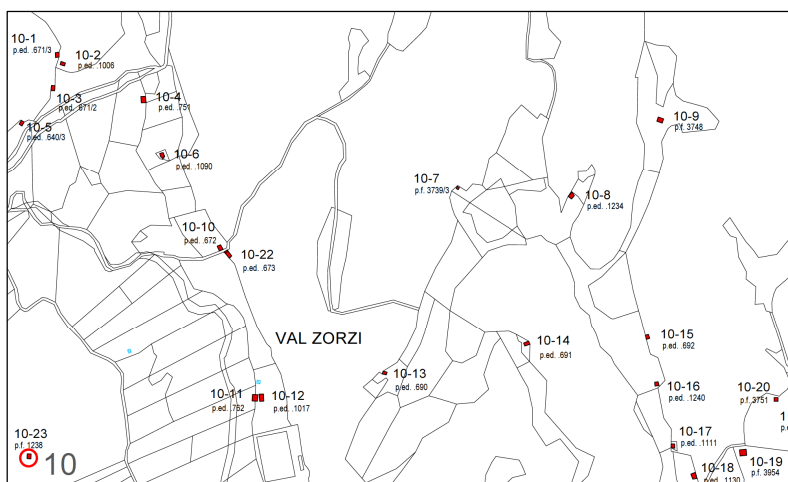 10-1
p.ed. .671/3
10-2
p.ed. .1006
10-3
p.ed. .671/2
10-4
p.ed. .751
10-5
p.ed. .640/3
10-6
p.ed. .1090
10-7
p.f. 3739/3
10-8
p.ed. .1234
10-9
p.f. 3748
10-10
p.ed. .672
10-22
p.ed. .673
VAL ZORZI
10-14
p.ed. .691
10-15
p.ed. .692
10-13
p.ed. .690
10-16
p.ed. .1240
10-11
p.ed. .762
10-12
p.ed. .1017
10-20
p.f. 3751
10-23
p.f. 1238
10
10-17
p.ed. .1111
10-18
p.ed. .1130
10-19
p.f. 3954